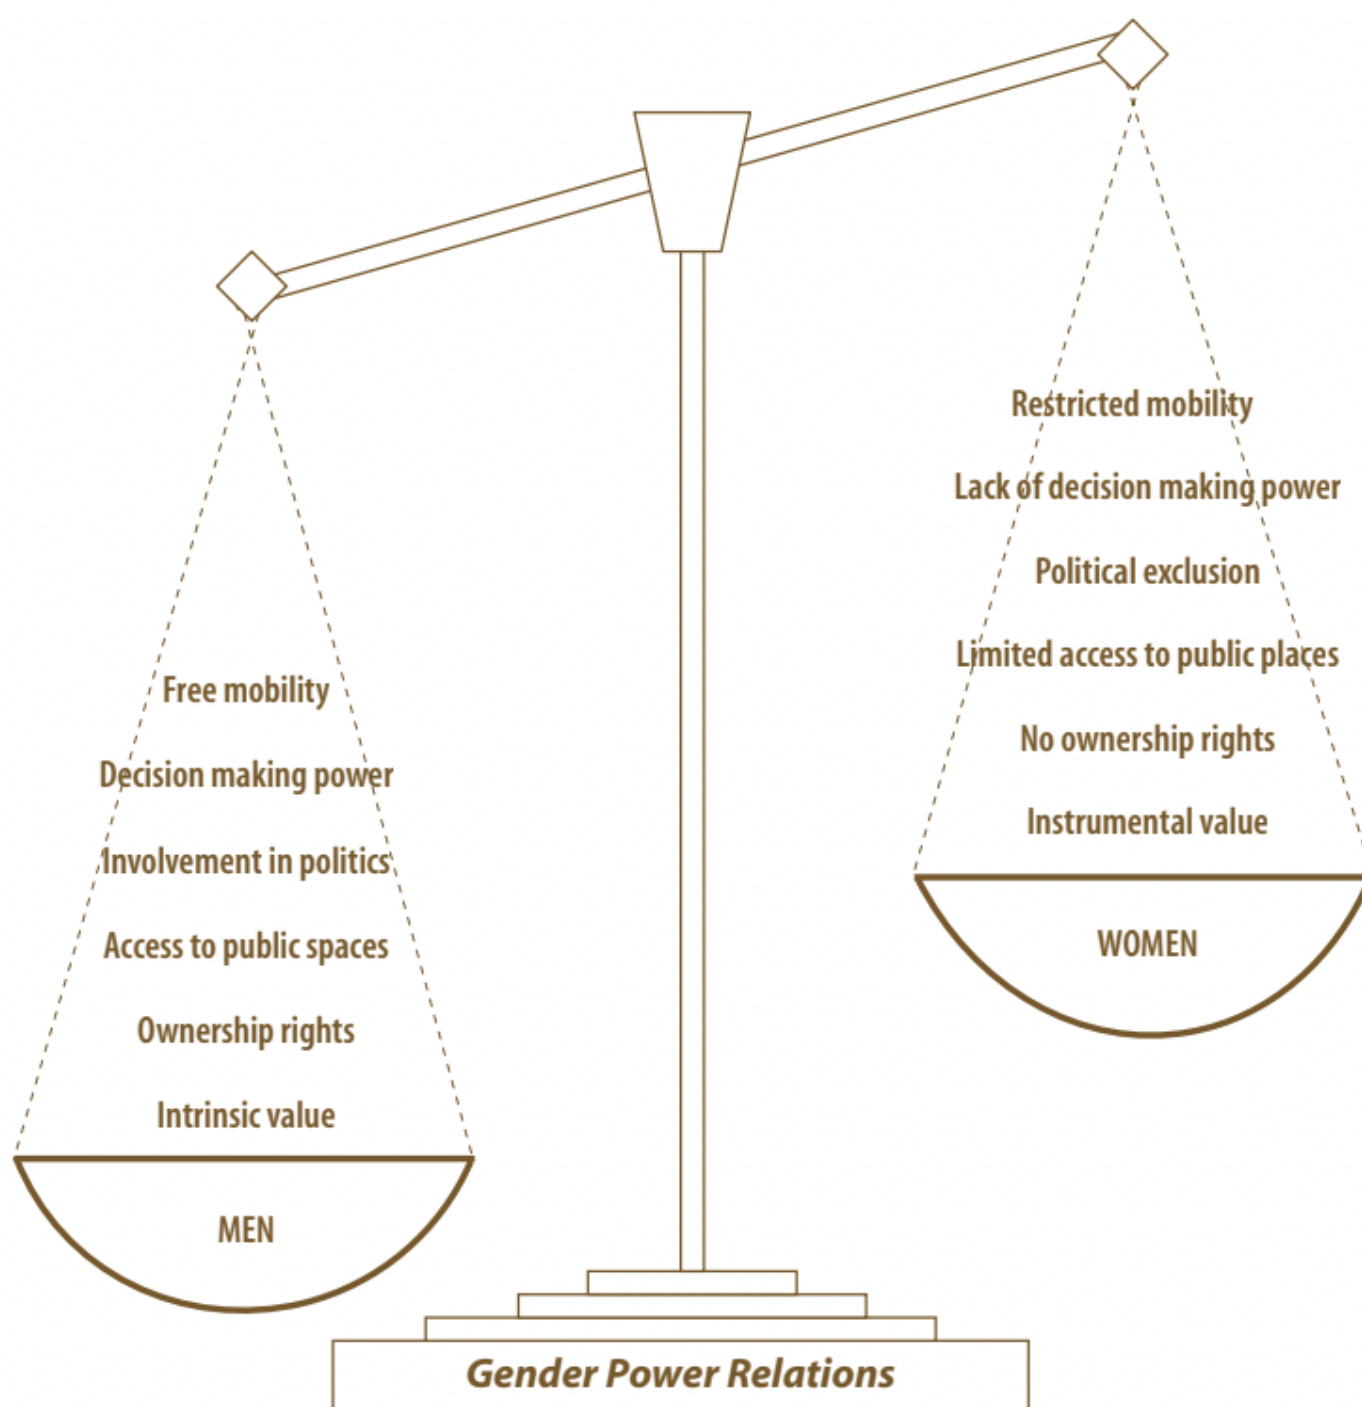 Free mobility
Decision making power
Involvement in politics
Access to public spaces
Ownership rights
Intrinsic value
MEN
Restricted mobility
Lack of decision making power
Political exclusion
Limited access to public places
No ownership rights
Instrumental value
WOMEN
Gender Power Relations